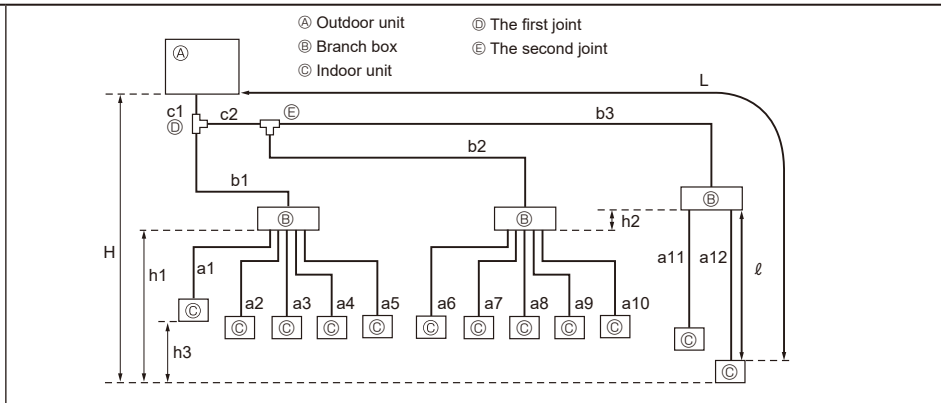 Ⓐ Outdoor unit
Ⓑ Branch box
Ⓒ Indoor unit
Ⓓ The first joint
Ⓔ The second joint
Ⓐ
L
c1
Ⓓ
c2
Ⓔ
b3
b2
b1
Ⓑ
Ⓑ
Ⓑ
h2
H
h1
a1
a11
a12
ℓ
Ⓒ
a2
a3
a4
a5
a6
a7
a8
a9
a10
Ⓒ
Ⓒ
Ⓒ
Ⓒ
Ⓒ
Ⓒ
Ⓒ
Ⓒ
Ⓒ
Ⓒ
h3
Ⓒ